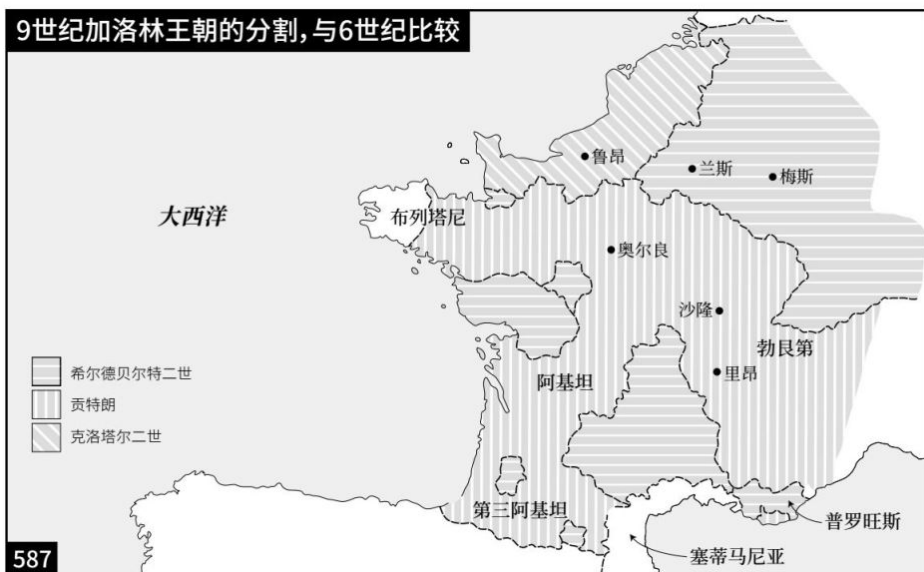 9世纪加洛林王朝的分割，与6世纪比较
鲁昂
兰斯
梅斯
大西洋
布列塔尼
奥尔良
沙隆
勃艮第
希尔德贝尔特二世
阿基坦
里昂
贡特朗
克洛塔尔二世
第三阿基坦
普罗旺斯
塞蒂马尼亚
587